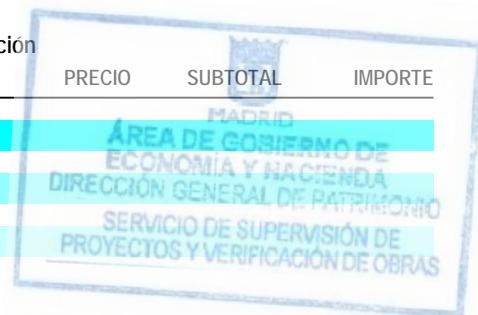 ción
PRECIO SUBTOTAL IMPORTE
MADRID
ÁREA DE GOBIERNO DE
ECONOMÍA Y HACIENDA
DIRECCIÓN GENERAL DE PATRIMONIO
SERVICIO DE SUPERVISIÓN DE
PROYECTOS Y VERIFICACIÓN DE OBRAS